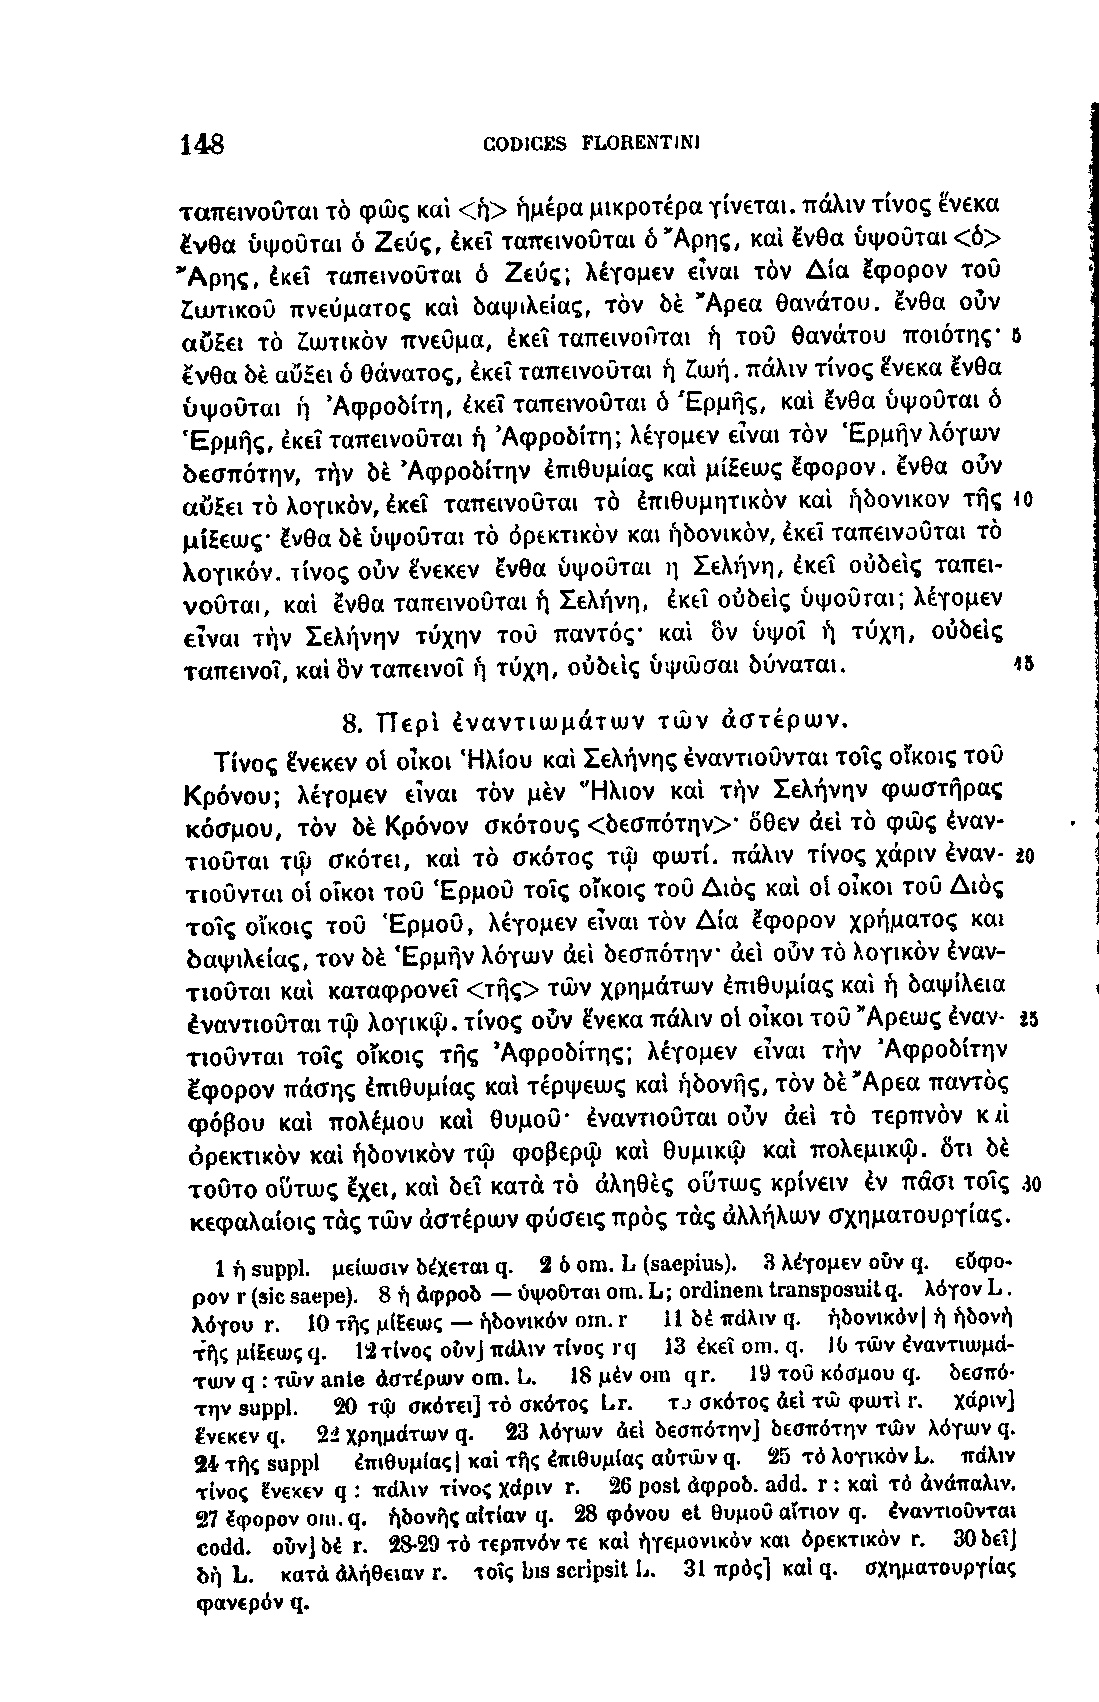 148 CODICES FLORENTINI
ταπεινοῦται τὸ φῶς καὶ <ἡ> ἡμέρα μικροτέρα γίνεται. πάλιν τίνος ἕνεκα
ἔνθα ὑψοῦται ὁ Ζεύς, ἐκεῖ ταπεινοῦται ὁ Ἄρης, καὶ ἔνθα ὑψοῦται <ὁ>
Ἄρης, ἐκεῖ ταπεινοῦται ὁ Ζεύς; λέγομεν εἶναι τὸν Δία ἔφορον τοῦ
ζωτικοῦ πνεύματος καὶ δαψιλείας, τὸν δὲ Ἄρεα θανάτου. ἔνθα οὖν
αὔξει τὸ ζωτικὸν πνεῦμα, ἐκεῖ ταπεινοῦται ἡ τοῦ θανάτου ποιότης· 5
ἔνθα δὲ αὔξει ὁ θάνατος, ἐκεῖ ταπεινοῦται ἡ ζωή. πάλιν τίνος ἕνεκα ἔνθα
ὑψοῦται ἡ Ἀφροδίτη, ἐκεῖ ταπεινοῦται ὁ Ἑρμῆς, καὶ ἔνθα ὑψοῦται ὁ
Ἑρμῆς, ἐκεῖ ταπεινοῦται ἡ Ἀφροδίτη; λέγομεν εἶναι τὸν Ἑρμῆν λόγων
δεσπότην, τὴν δὲ Ἀφροδίτην ἐπιθυμίας καὶ μίξεως ἔφορον. ἔνθα οὖν
αὔξει τὸ λογικὸν, ἐκεῖ ταπεινοῦται τὸ ἐπιθυμητικὸν καὶ ἡδονικον τῆς 10
μίξεως· ἔνθα δὲ ὑψοῦται τὸ ὀρεκτικὸν και ἡδονικὸν, ἐκεῖ ταπεινοῦται τὸ
λογικόν. τίνος οὖν ἕνεκεν ἔνθα ὑψοῦται ἡ Σελήνη, ἐκεῖ οὐδεὶς ταπει-
νοῦται, καὶ ἔνθα ταπεινοῦται ἡ Σελήνη, ἐκεῖ οὐδεὶς ὑψοῦται; λέγομεν
εἶναι τὴν Σελήνην τύχην τοῦ παντός· καὶ ὃν ὑψοῖ ἡ τύχη, οὐδεὶς
ταπεινοῖ, καὶ ὃν ταπεινοῖ ἡ τύχη, οὐδεὶς ὑψῶσαι δύναται. 15
8. Περὶ ἐναντιωμάτων τῶν ἀστέρων.
Τίνος ἕνεκεν οἱ οἶκοι Ἡλίου καὶ Σελήνης ἐναντιοῦνται τοῖς οἴκοις τοῦ
Κρόνου; λέγομεν εἶναι τὸν μὲν Ἥλιον καὶ τὴν Σελήνην φωστῆρας
κόσμου, τὸν δὲ Κρόνον σκότους <δεσπότην>· ὅθεν ἀεὶ τὸ φῶς ἐναν-
τιοῦται τῷ σκότει, καὶ τὸ σκότος τῷ φωτί. πάλιν τίνος χάριν ἐναν- 20
τιοῦνται οἱ οἶκοι τοῦ Ἑρμοῦ τοῖς οἴκοις τοῦ Διὸς καὶ οἱ οἶκοι τοῦ Διὸς
τοῖς οἴκοις τοῦ Ἑρμοῦ, λέγομεν εἶναι τὸν Δία ἔφορον χρήματος και
δαψιλείας, τον δὲ Ἑρμῆν λόγων ἀεὶ δεσπότην· ἀεὶ οὖν τὸ λογικὸν ἐναν-
τιοῦται καὶ καταφρονεῖ <τῆς> τῶν χρημάτων ἐπιθυμίας καὶ ἡ δαψίλεια
ἐναντιοῦται τῷ λογικῷ. τίνος οὖν ἕνεκα πάλιν οἱ οἶκοι τοῦ Ἄρεως ἐναν- 25
τιοῦνται τοῖς οἴκοις τῆς Ἀφροδίτης; λέγομεν εἶναι τὴν Ἀφροδίτην
ἔφορον πάσης ἐπιθυμίας καὶ τέρψεως καὶ ἡδονῆς, τὸν δὲ Ἄρεα παντὸς
φόβου καὶ πολέμου καὶ θυμοῦ· ἐναντιοῦται οὖν ἀεὶ τὸ τερπνὸν καὶ
ὀρεκτικὸν καὶ ἡδονικὸν τῷ φοβερῷ καὶ θυμικῷ καὶ πολεμικῷ. ὅτι δὲ
τοῦτο οὕτως ἔχει, καὶ δεῖ κατὰ τὸ ἀληθὲς οὕτως κρίνειν ἐν πᾶσι τοῖς 30
κεφαλαίοις τὰς τῶν ἀστέρων φύσεις πρὸς τὰς ἀλλήλων σχηματουργίας.
1 ἡ suppl. μείωσιν δέχεται q. 2 ὁ om. L (saepius). 3 λέγομεν οὖν q. εὔφο-
ρον r (sic saepe). 8 ἡ ἀφροδ — ὑψοῦται om. L; ordinem transposuit q. λόγον L.
λόγου r. 10 τῆς μίξεως — ἡδονικόν om. r 11 δὲ πάλιν q. ἡδονικόν] ἡ ἡδονὴ
τῆς μίξεως q. 12 τίνος οὖν] πάλιν τίνος rq 13 ἐκεῖ om. q. 16 τῶν ἐναντιωμά-
των q : τῶν ante ἀστέρων om. L. 18 μέν om qr. 19 τοῦ κόσμου q. δεσπό-
την suppl. 20 τῷ σκότει] τὸ σκότος Lr. τὸ σκότος ἀεὶ τῶ φωτὶ r. χάριν]
ἕνεκεν q. 22 χρημάτων q. 23 λόγων ἀεὶ δεσπότην] δεσπότην τῶν λόγων q.
24 τῆς suppl ἐπιθυμίας] καὶ τῆς ἐπιθυμίας αὐτῶν q. 25 τὸ λογικὸν L. πάλιν
τίνος ἕνεκεν q : πάλιν τίνος χάριν r. 26 post ἀφροδ. add. r : καὶ τὸ ἀνάπαλιν.
27 ἔφορον om. q. ἡδονῆς αἰτίαν q. 28 φόνου et θυμοῦ αἴτιον q. ἐναντιοῦνται
codd. οὖν] δὲ r. 28-29 τὸ τερπνόν τε καὶ ἡγεμονικὸν και ὀρεκτικὸν r. 30 δεῖ]
δὴ L. κατὰ ἀλήθειαν r. τοῖς bis scripsit L. 31 πρὸς] καὶ q. σχηματουργίας
φανερόν q.